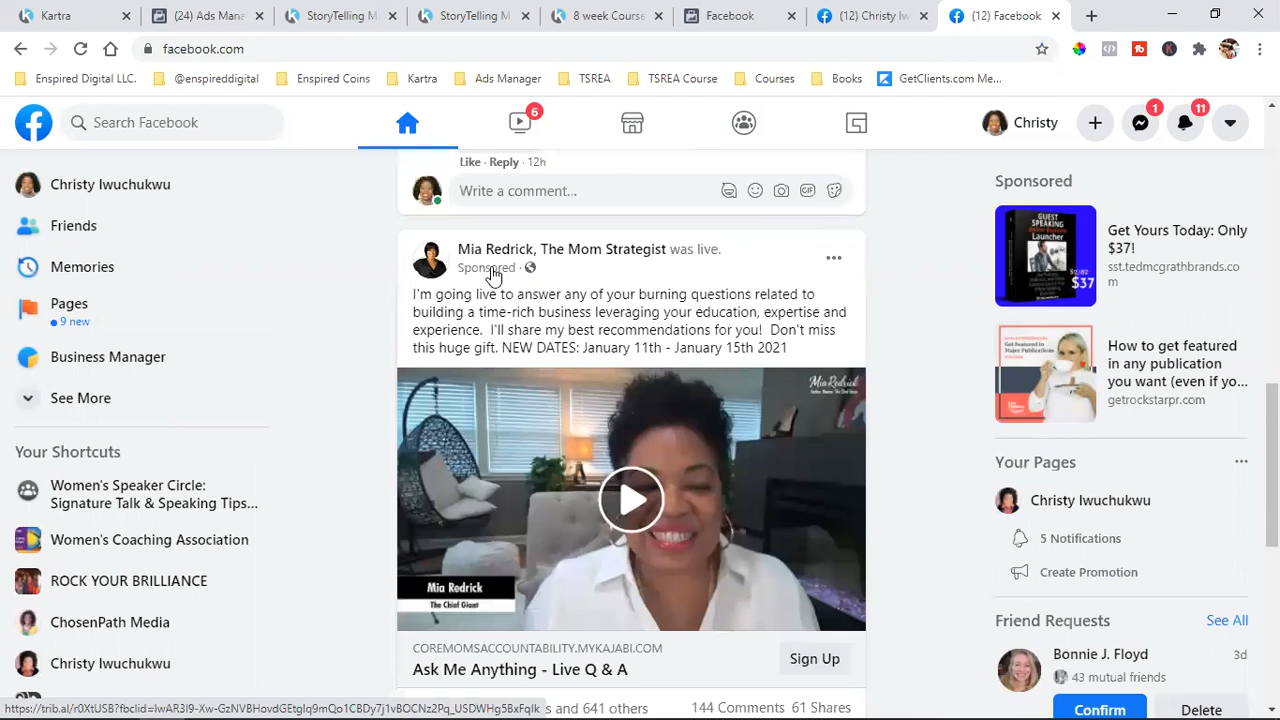 Kartra
(24) Ads Mana
StoryTelling M
StoryTelling M
8 week Course
Facebook
(12) Christy Iw
(12) Facebook
facebook.com
Enspired Digital LLC.
@enspireddigital
Enspired Coins
Kartra
Ads Manager
TSREA
TSREA Course
Courses
Books
GetClients.com Me...
Search Facebook
6
Christy
1
11
Christy Iwuchukwu
Friends
Memories
Pages
9 new
Business Manager
See More
Your Shortcuts
Women's Speaker Circle:
Signature Talk & Speaking Tips...
Women's Coaching Association
ROCK YOUR BRILLIANCE
ChosenPath Media
Christy Iwuchukwu
Like · Reply · 12h
Write a comment...
GIF
Mia Redrick, The Mom Strategist was live.
Sponsored ·
I'm going live to answer any of your burning questions related to
building a time-rich business leveraging your education, expertise and
experience. I'll share my best recommendations for you! Don't miss
this huge gift. NEW DATES: January 11th - January 15th 2021
Mia Redrick
Mia Redrick
The Chief Giant
COREMOMSACCOUNTABILITY.MYKAJABI.COM
Ask Me Anything - Live Q & A
Sign Up
s and 641 others
144 Comments 61 Shares
Sponsored
GUEST
SPEAKING
Launcher
$37
Get Yours Today: Only
$37!
sst.tedmcgrathbrands.co
m
How to get featured
in any publication
you want (even if yo...
getrockstarpr.com
Your Pages
Christy Iwuchukwu
5 Notifications
Create Promotion
Friend Requests
See All
Bonnie J. Floyd
3d
43 mutual friends
Confirm
Delete